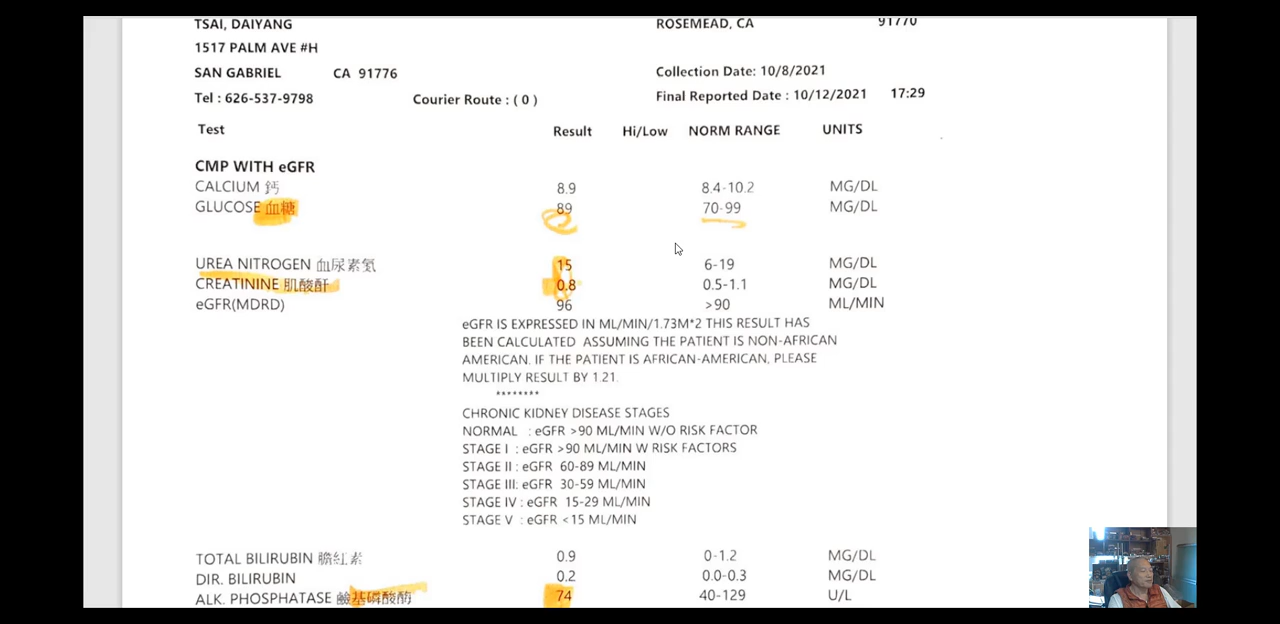 TSAI, DAIYANG ROSEMEAD, CA 91770
1517 PALM AVE #H
SAN GABRIEL CA 91776 Collection Date: 10/8/2021
Tel : 626-537-9798 Courier Route : ( 0 ) Final Reported Date : 10/12/2021 17:29
Test Result Hi/Low NORM RANGE UNITS
CMP WITH eGFR
CALCIUM 鈣 8.9 8.4-10.2 MG/DL
GLUCOSE 血糖 89 70-99 MG/DL
UREA NITROGEN 血尿素氮 15 6-19 MG/DL
CREATININE 肌酸酐 0.8 0.5-1.1 MG/DL
eGFR(MDRD) 96 >90 ML/MIN
eGFR IS EXPRESSED IN ML/MIN/1.73M*2 THIS RESULT HAS
BEEN CALCULATED ASSUMING THE PATIENT IS NON-AFRICAN
AMERICAN. IF THE PATIENT IS AFRICAN-AMERICAN, PLEASE
MULTIPLY RESULT BY 1.21.
********
CHRONIC KIDNEY DISEASE STAGES
NORMAL : eGFR >90 ML/MIN W/O RISK FACTOR
STAGE I : eGFR >90 ML/MIN W RISK FACTORS
STAGE II : eGFR 60-89 ML/MIN
STAGE III: eGFR 30-59 ML/MIN
STAGE IV : eGFR 15-29 ML/MIN
STAGE V : eGFR <15 ML/MIN
TOTAL BILIRUBIN 膽紅素 0.9 0-1.2 MG/DL
DIR. BILIRUBIN 0.2 0.0-0.3 MG/DL
ALK. PHOSPHATASE 鹼基磷酸酶 74 40-129 U/L